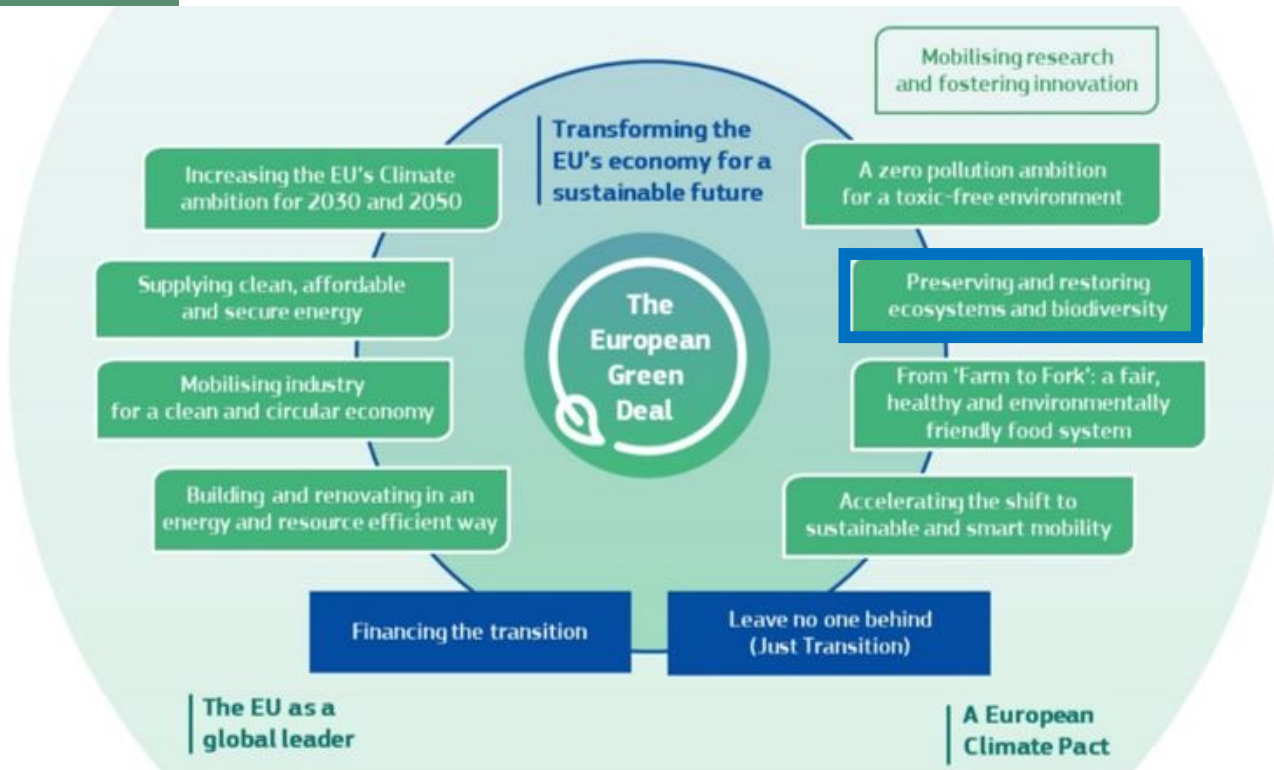 Mobilising research
and fostering innovation
Transforming the
EU's economy for a
sustainable future
Increasing the EU's Climate
ambition for 2030 and 2050
A zero pollution ambition
for a toxic-free environment
Supplying clean, affordable
and secure energy
Preserving and restoring
ecosystems and biodiversity
The
European
Green
Deal
Mobilising industry
for a clean and circular economy
From 'Farm to Fork': a fair,
healthy and environmentally
friendly food system
Building and renovating in an
energy and resource efficient way
Accelerating the shift to
sustainable and smart mobility
Financing the transition
Leave no one behind
(Just Transition)
The EU as a
global leader
A European
Climate Pact